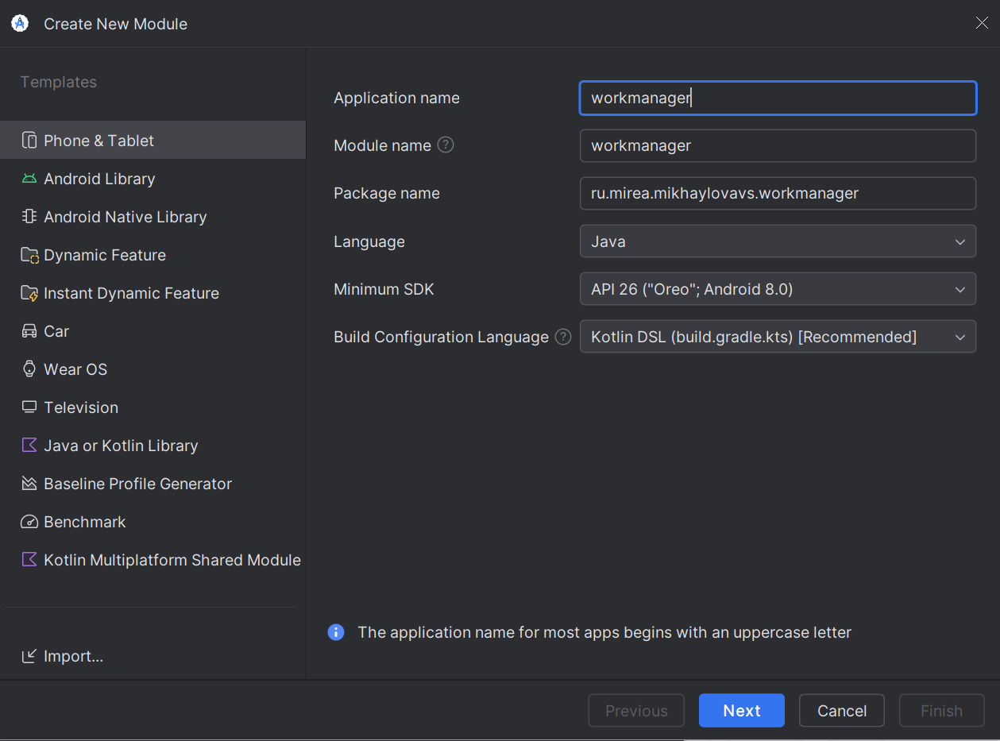 Create New Module
Templates
Phone & Tablet
Android Library
Android Native Library
Dynamic Feature
Instant Dynamic Feature
Car
Wear OS
Television
Java or Kotlin Library
Baseline Profile Generator
Benchmark
Kotlin Multiplatform Shared Module
Import...
Application name
workmanager
Module name ?
workmanager
Package name
ru.mirea.mikhaylovavs.workmanager
Language
Java
Minimum SDK
API 26 ("Oreo"; Android 8.0)
Build Configuration Language ?
Kotlin DSL (build.gradle.kts) [Recommended]
The application name for most apps begins with an uppercase letter
Previous
Next
Cancel
Finish